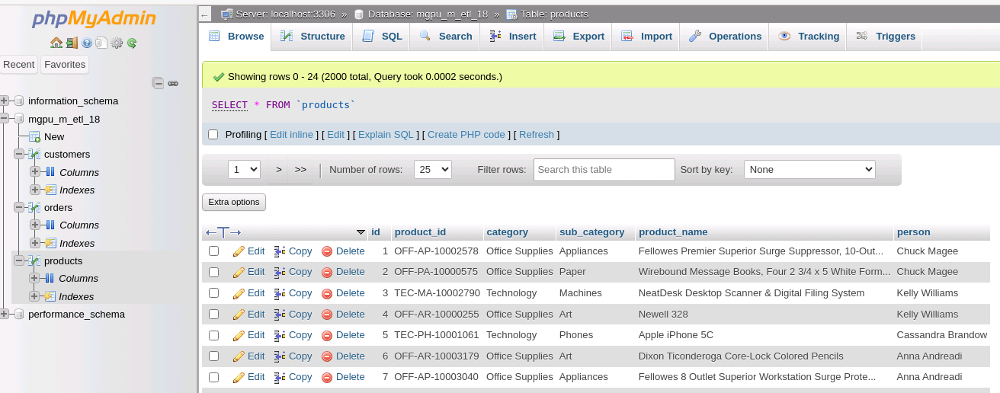 phpMyAdmin
Recent Favorites
information_schema
mgpu_m_etl_18
New
customers
Columns
Indexes
orders
Columns
Indexes
products
Columns
Indexes
performance_schema
← Server: localhost:3306 » Database: mgpu_m_etl_18 » Table: products
Browse Structure SQL Search Insert Export Import Operations Tracking Triggers
Showing rows 0 - 24 (2000 total, Query took 0.0002 seconds.)
SELECT * FROM `products`
Profiling [ Edit inline ] [ Edit ] [ Explain SQL ] [ Create PHP code ] [ Refresh ]
1 > >> | Number of rows: 25 Filter rows: Search this table Sort by key: None
Extra options
←T→ id product_id category sub_category product_name person
Edit Copy Delete 1 OFF-AP-10002578 Office Supplies Appliances Fellowes Premier Superior Surge Suppressor, 10-Out... Chuck Magee
Edit Copy Delete 2 OFF-PA-10000575 Office Supplies Paper Wirebound Message Books, Four 2 3/4 x 5 White Form... Chuck Magee
Edit Copy Delete 3 TEC-MA-10002790 Technology Machines NeatDesk Desktop Scanner & Digital Filing System Kelly Williams
Edit Copy Delete 4 OFF-AR-10000255 Office Supplies Art Newell 328 Kelly Williams
Edit Copy Delete 5 TEC-PH-10001061 Technology Phones Apple iPhone 5C Cassandra Brandow
Edit Copy Delete 6 OFF-AR-10003179 Office Supplies Art Dixon Ticonderoga Core-Lock Colored Pencils Anna Andreadi
Edit Copy Delete 7 OFF-AP-10003040 Office Supplies Appliances Fellowes 8 Outlet Superior Workstation Surge Prote... Anna Andreadi